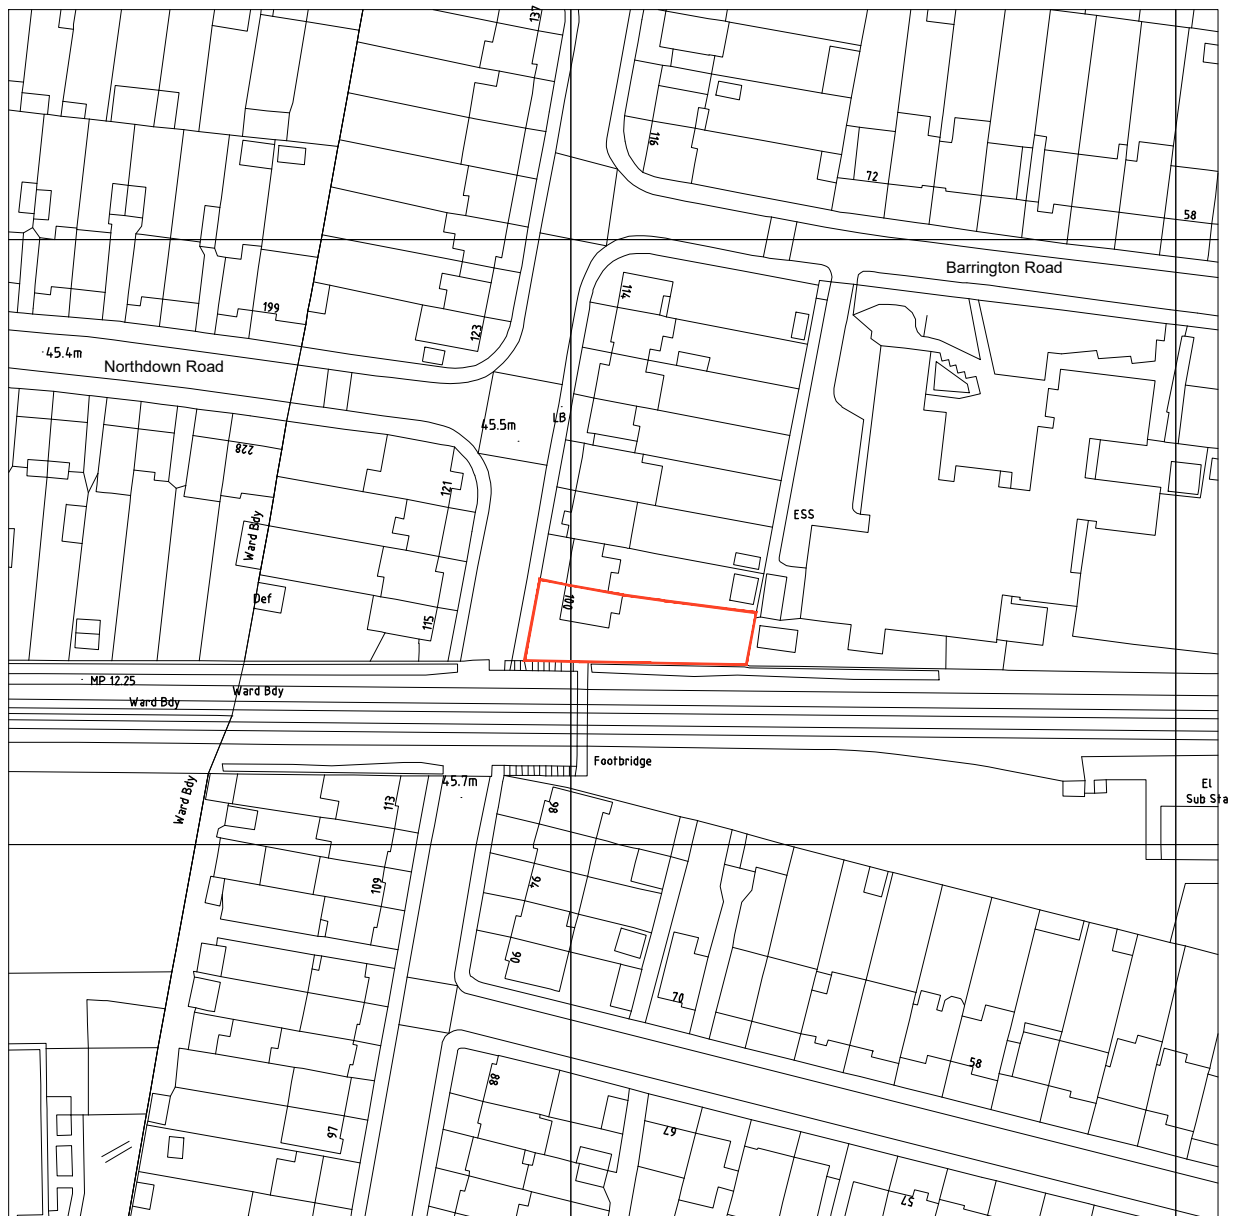 137
116
72
58
Barrington Road
114
199
123
45.4m
Northdown Road
LB
45.5m
228
121
Ward Bdy
ESS
Def
100
115
MP 12.25
Ward Bdy
Ward Bdy
Footbridge
45.7m
El
Sub Sta
Ward Bdy
113
98
109
94
90
70
58
88
97
67
57